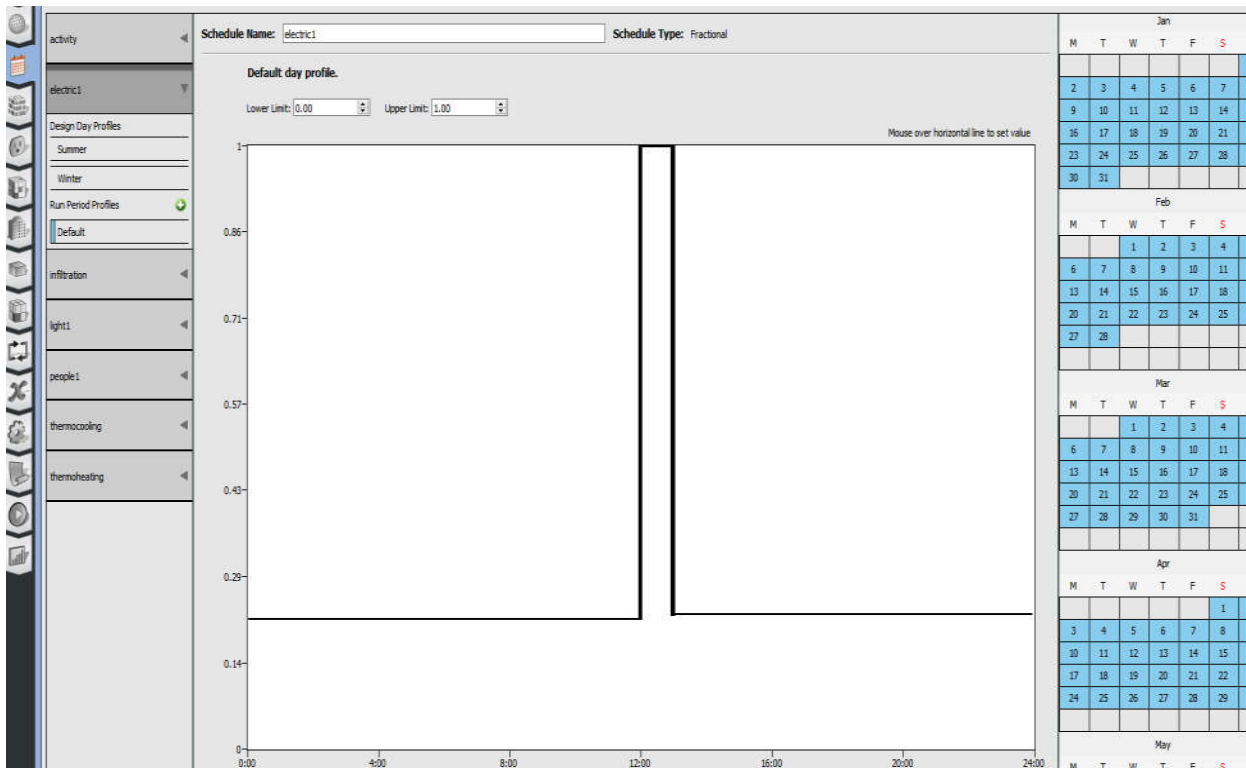 activity
electric1
Design Day Profiles
Summer
Winter
Run Period Profiles
Default
infiltration
light1
people1
thermocooling
thermoheating
Schedule Name: electric1 Schedule Type: Fractional
Default day profile.
Lower Limit: 0.00 Upper Limit: 1.00
Mouse over horizontal line to set value
1
0.86
0.71
0.57
0.43
0.29
0.14
0
0:00 4:00 8:00 12:00 16:00 20:00 24:00
Jan
M T W T F S
2 3 4 5 6 7
9 10 11 12 13 14
16 17 18 19 20 21
23 24 25 26 27 28
30 31
Feb
M T W T F S
1 2 3 4
6 7 8 9 10 11
13 14 15 16 17 18
20 21 22 23 24 25
27 28
Mar
M T W T F S
1 2 3 4
6 7 8 9 10 11
13 14 15 16 17 18
20 21 22 23 24 25
27 28 29 30 31
Apr
M T W T F S
1
3 4 5 6 7 8
10 11 12 13 14 15
17 18 19 20 21 22
24 25 26 27 28 29
May
M T W T F S